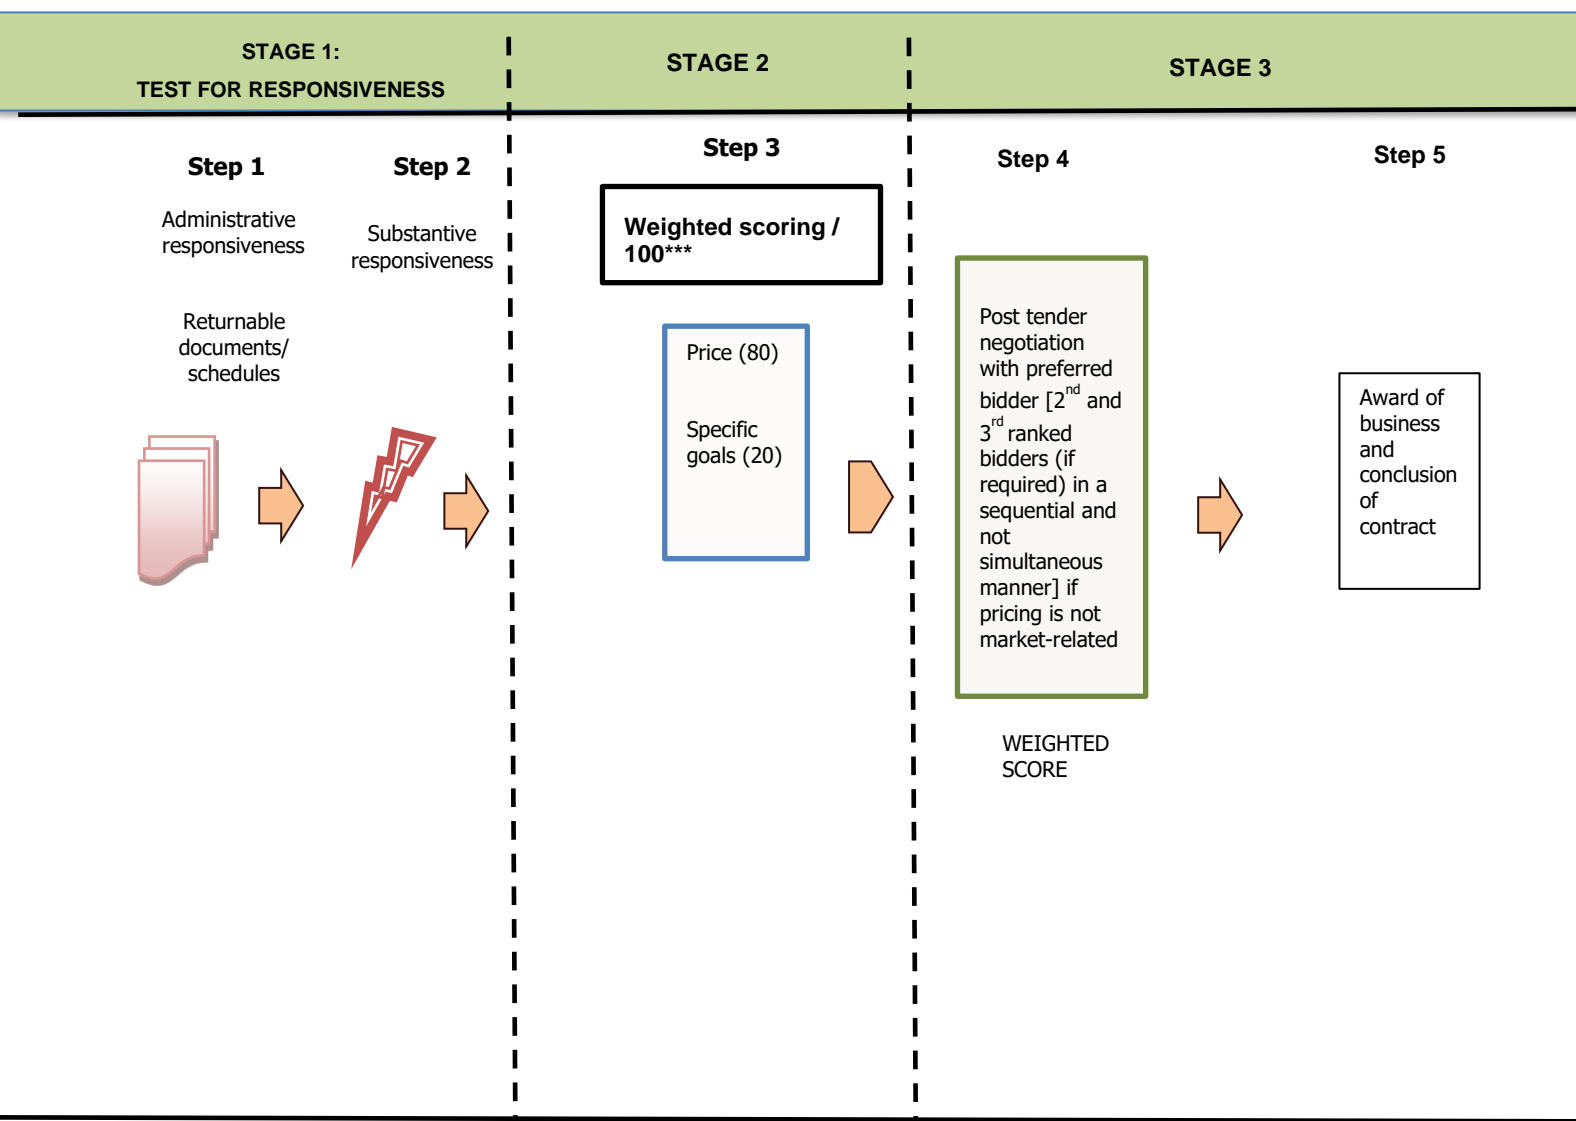 STAGE 1:
TEST FOR RESPONSIVENESS
STAGE 2
STAGE 3
Step 1
Administrative
responsiveness
Returnable
documents/
schedules
Step 2
Substantive
responsiveness
Step 3
Weighted scoring /
100***
Price (80)
Specific
goals (20)
Step 4
Post tender
negotiation
with preferred
bidder [2nd and
3rd ranked
bidders (if
required) in a
sequential and
not
simultaneous
manner] if
pricing is not
market-related
WEIGHTED
SCORE
Step 5
Award of
business
and
conclusion
of
contract